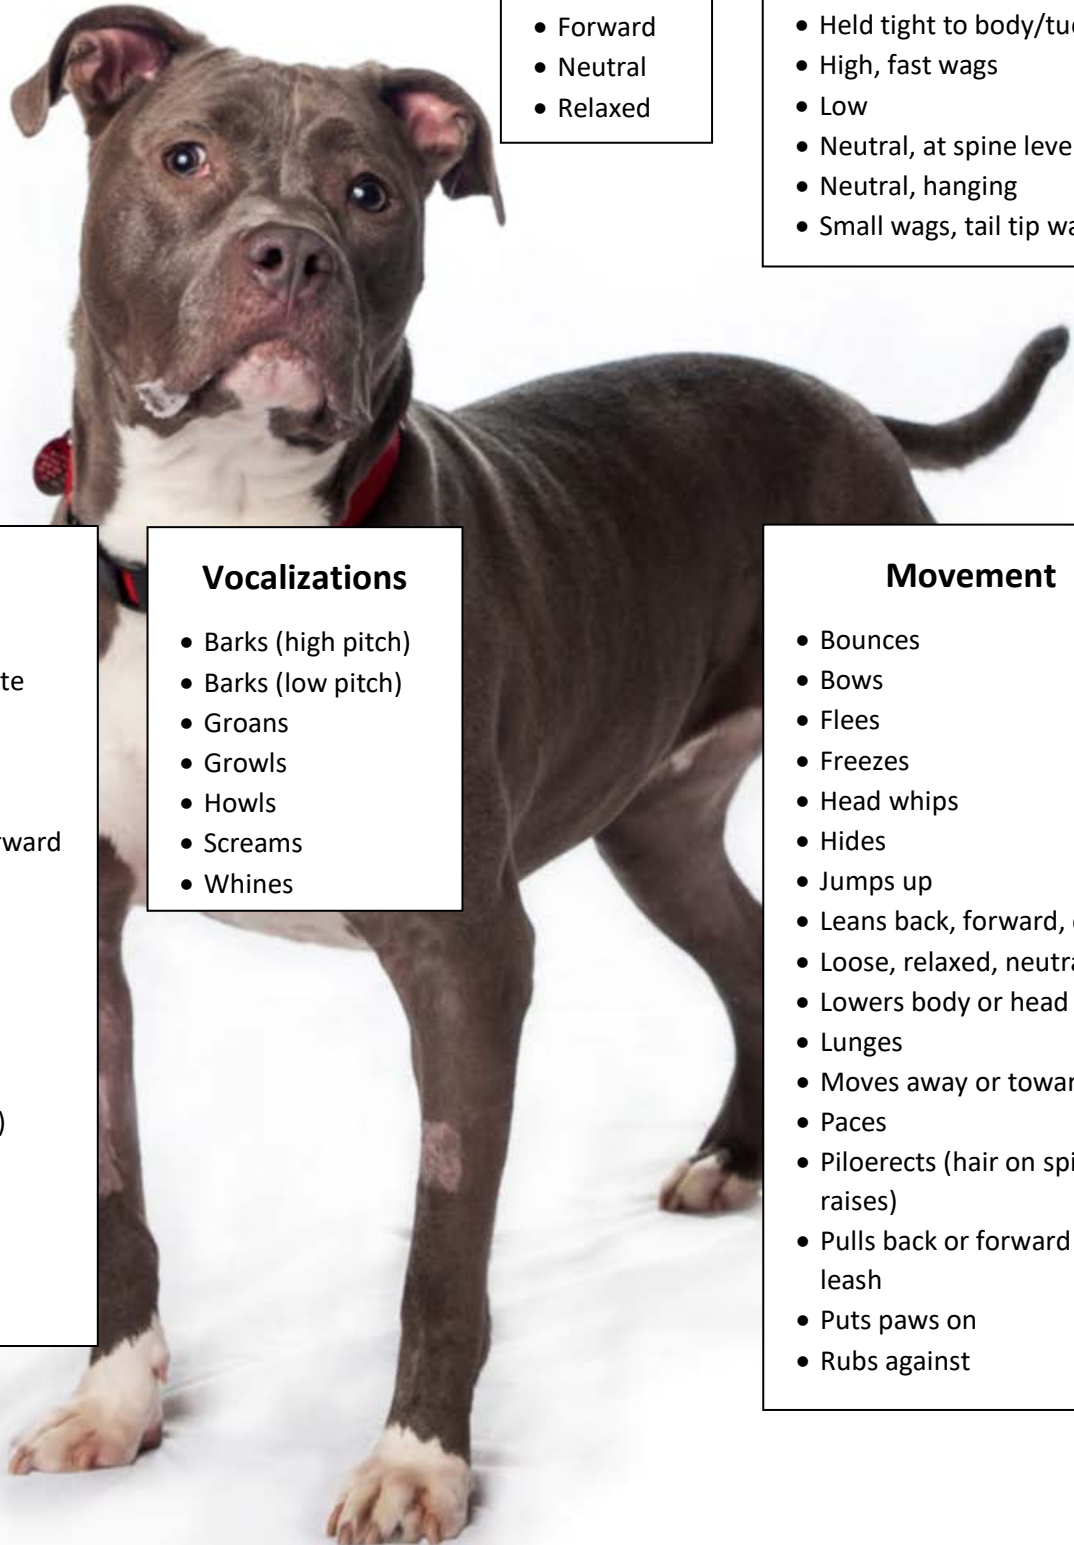 • Forward
• Neutral
• Relaxed
• Held tight to body/tuc
• High, fast wags
• Low
• Neutral, at spine leve
• Neutral, hanging
• Small wags, tail tip wa
te
rward
)
Vocalizations
• Barks (high pitch)
• Barks (low pitch)
• Groans
• Growls
• Howls
• Screams
• Whines
Movement
• Bounces
• Bows
• Flees
• Freezes
• Head whips
• Hides
• Jumps up
• Leans back, forward,
• Loose, relaxed, neutra
• Lowers body or head
• Lunges
• Moves away or towar
• Paces
• Piloerects (hair on spi
raises)
• Pulls back or forward
leash
• Puts paws on
• Rubs against